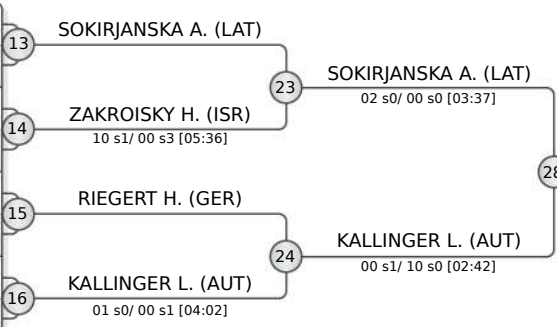 SOKIRJANSKA A. (LAT)
13
23
SOKIRJANSKA A. (LAT)
02 s0/ 00 s0 [03:37]
ZAKROISKY H. (ISR)
14
10 s1/ 00 s3 [05:36]
28
RIEGERT H. (GER)
15
24
KALLINGER L. (AUT)
00 s1/ 10 s0 [02:42]
KALLINGER L. (AUT)
16
01 s0/ 00 s1 [04:02]